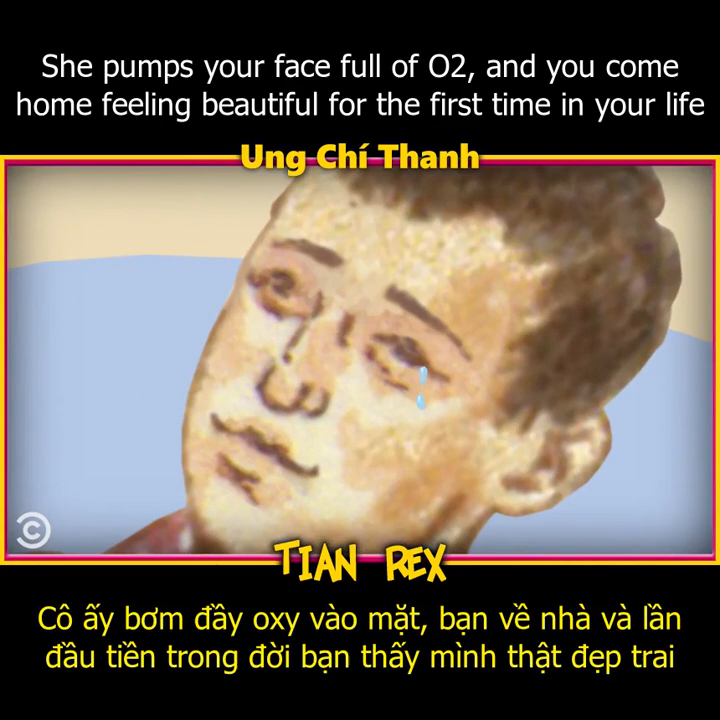 She pumps your face full of O2, and you come
home feeling beautiful for the first time in your life
Ung Chí Thanh
TIAN REX
Cô ấy bơm đầy oxy vào mặt, bạn về nhà và lần
đầu tiền trong đời bạn thấy mình thật đẹp trai